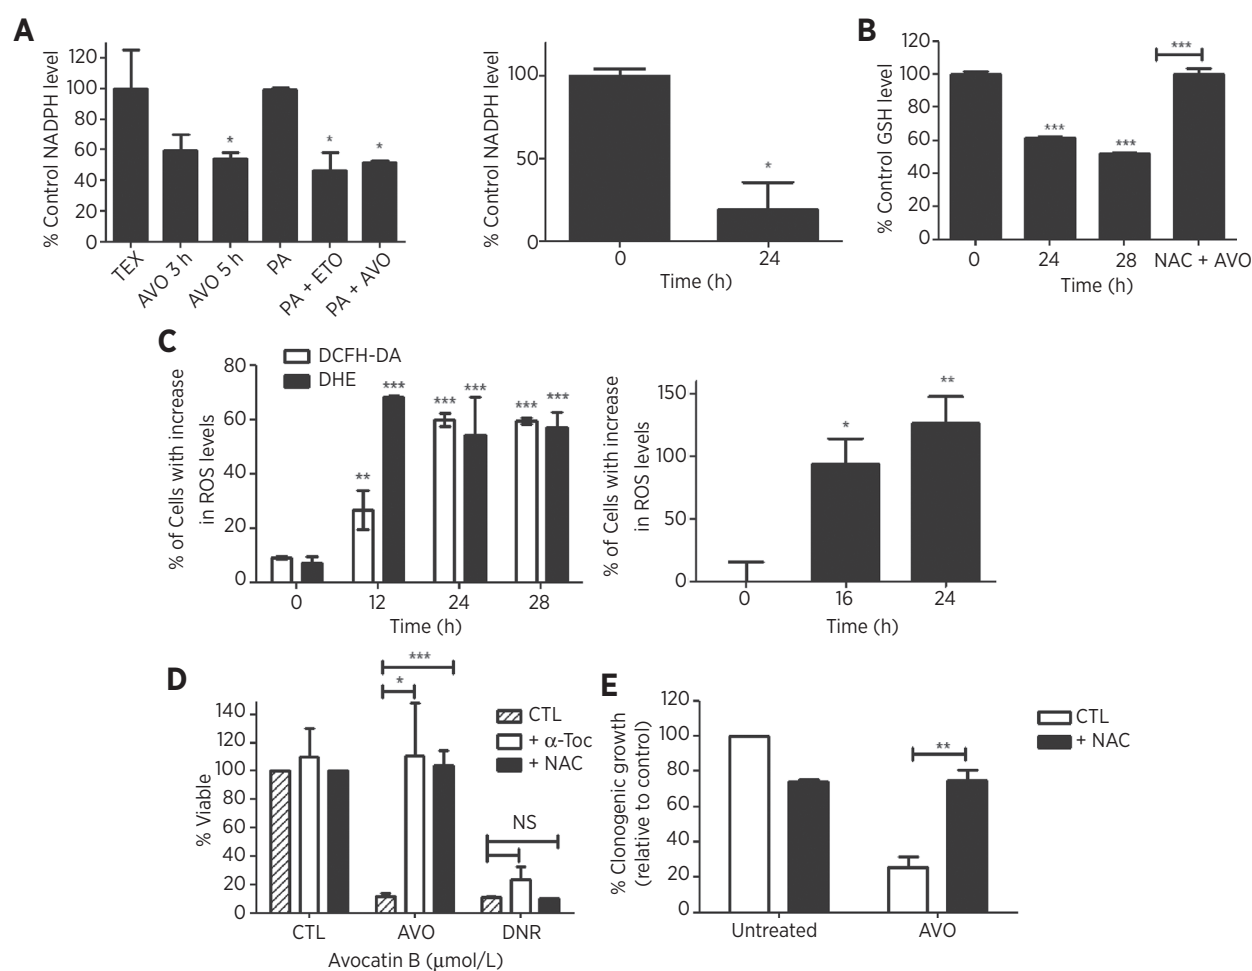 A
% Control NADPH level
120
100
80
60
40
20
0
*
*
*
TEX
AVO 3 h
AVO 5 h
PA
PA + ETO
PA + AVO
% Control NADPH level
100
50
0
*
0
24
Time (h)
B
% Control GSH level
120
100
80
60
40
20
0
***
***
***
0
24
28
NAC + AVO
Time (h)
C
% of Cells with increase
in ROS levels
80
60
40
20
0
DCFH-DA
DHE
**
***
***
***
***
***
0
12
24
28
Time (h)
% of Cells with increase
in ROS levels
150
100
50
0
*
**
0
16
24
Time (h)
D
% Viable
140
120
100
80
60
40
20
0
***
*
NS
CTL
+ α-Toc
+ NAC
CTL
AVO
DNR
Avocatin B (μmol/L)
E
% Clonogenic growth
(relative to control)
120
100
80
60
40
20
0
**
CTL
+ NAC
Untreated
AVO